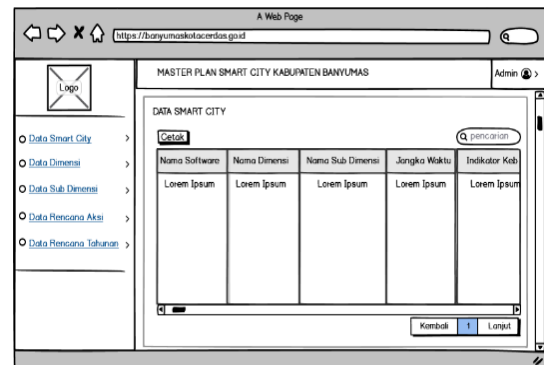 A Web Page
https://banyumaskotacerdas.go.id
Logo
MASTER PLAN SMART CITY KABUPATEN BANYUMAS
Admin
Data Smart City
Data Dimensi
Data Sub Dimensi
Data Rencana Aksi
Data Rencana Tahunan
DATA SMART CITY
Cetak
pencarian
Nama Software Nama Dimensi Nama Sub Dimensi Jangka Waktu Indikator Keb
Lorem Ipsum Lorem Ipsum Lorem Ipsum Lorem Ipsum Lorem Ipsum
Kembali 1 Lanjut